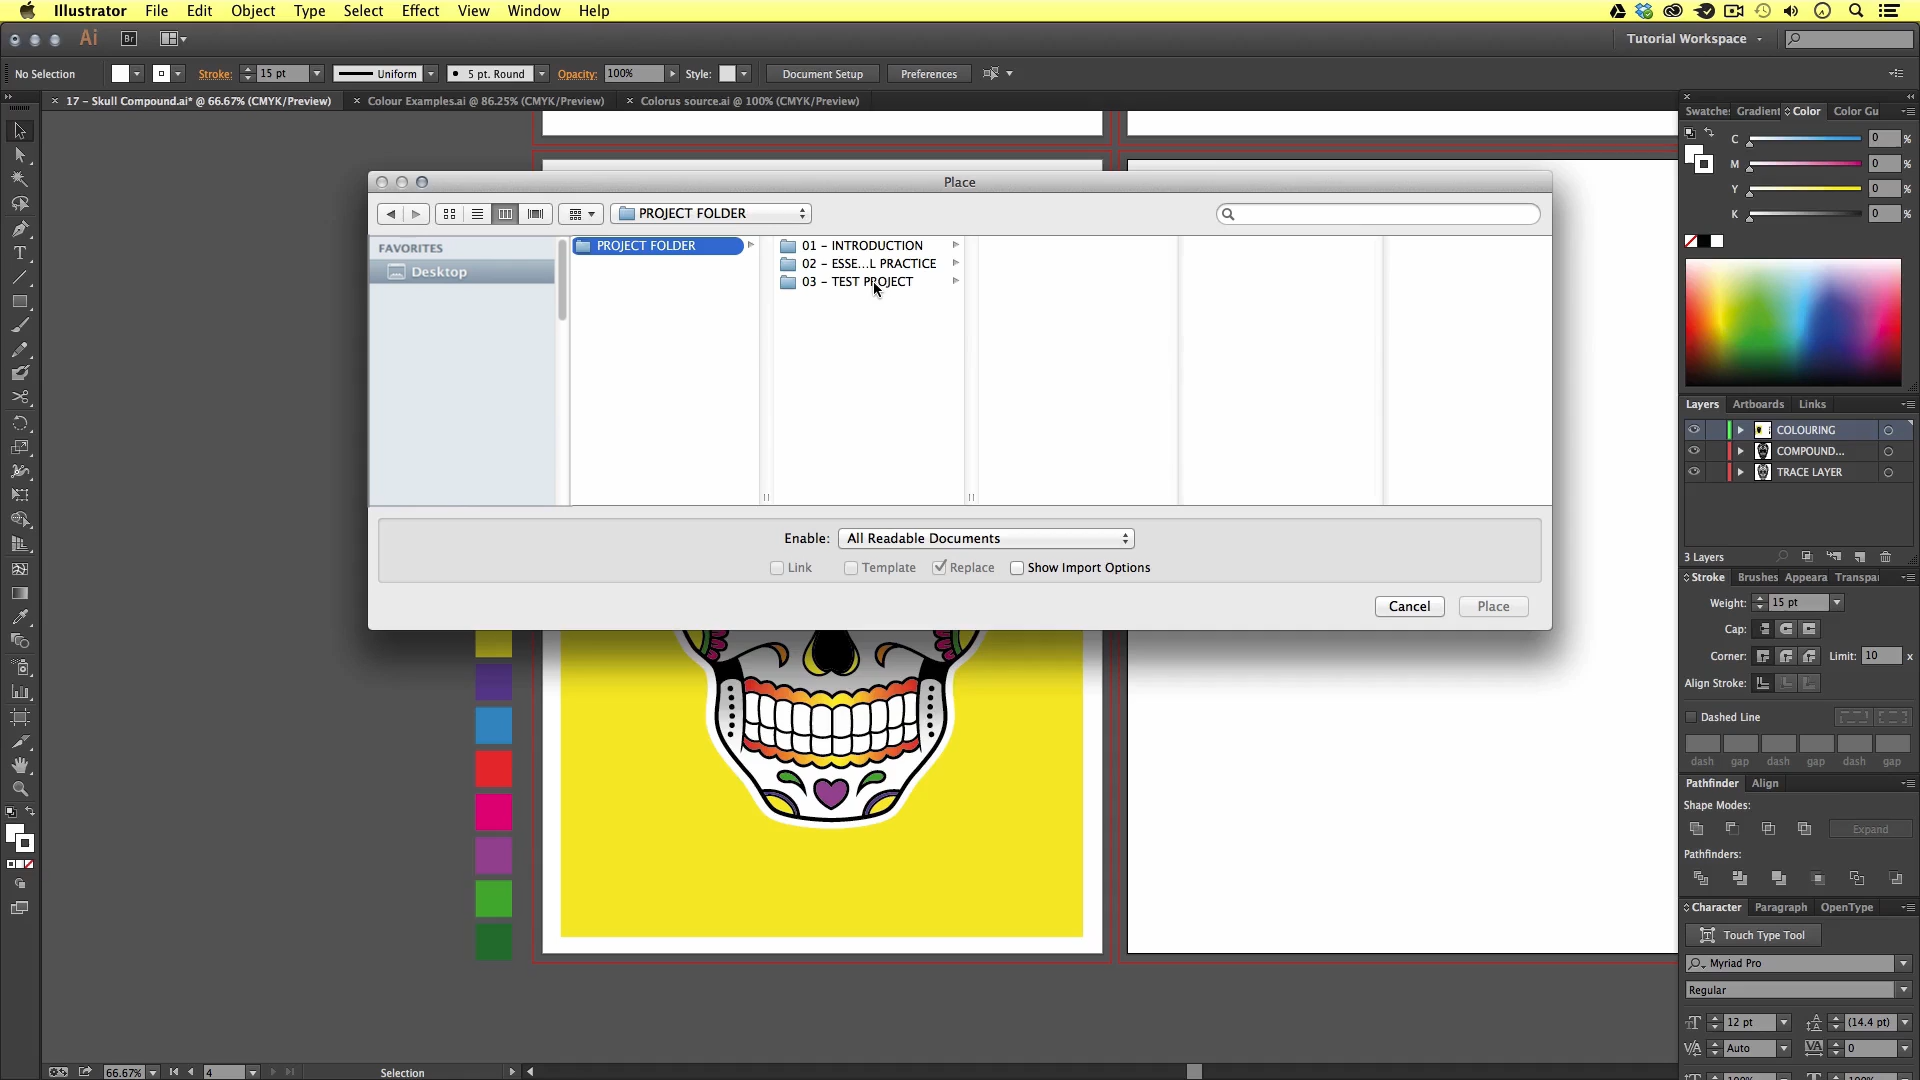 Illustrator File Edit Object Type Select Effect View Window Help
Ai Br Tutorial Workspace
No Selection Stroke: 15 pt Uniform 5 pt. Round Opacity: 100% Style: Document Setup Preferences
17 – Skull Compound.ai* @ 66.67% (CMYK/Preview) Colour Examples.ai @ 86.25% (CMYK/Preview) Colorus source.ai @ 100% (CMYK/Preview)
Place
PROJECT FOLDER
FAVORITES
Desktop
PROJECT FOLDER
01 – INTRODUCTION
02 – ESSE...L PRACTICE
03 – TEST PROJECT
Enable: All Readable Documents
Link Template Replace Show Import Options
Cancel Place
Swatches Gradient Color Color Gu
C 0 %
M 0 %
Y 0 %
K 0 %
Layers Artboards Links
COLOURING
COMPOUND...
TRACE LAYER
3 Layers
Stroke Brushes Appeara Transpa
Weight: 15 pt
Cap:
Corner: Limit: 10 x
Align Stroke:
Dashed Line
dash gap dash gap dash gap
Pathfinder Align
Shape Modes:
Expand
Pathfinders:
Character Paragraph OpenType
Touch Type Tool
Myriad Pro
Regular
12 pt (14.4 pt)
Auto 0
66.67% 4 Selection